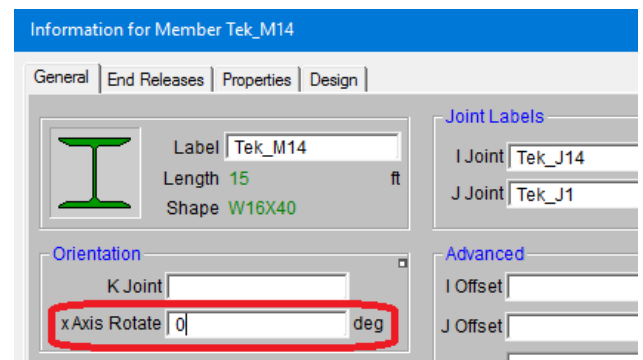 Information for Member Tek_M14
General End Releases Properties Design
Label Tek_M14
Length 15 ft
Shape W16X40
Joint Labels
I Joint Tek_J14
J Joint Tek_J1
Orientation
K Joint
x Axis Rotate 0 deg
Advanced
I Offset
J Offset